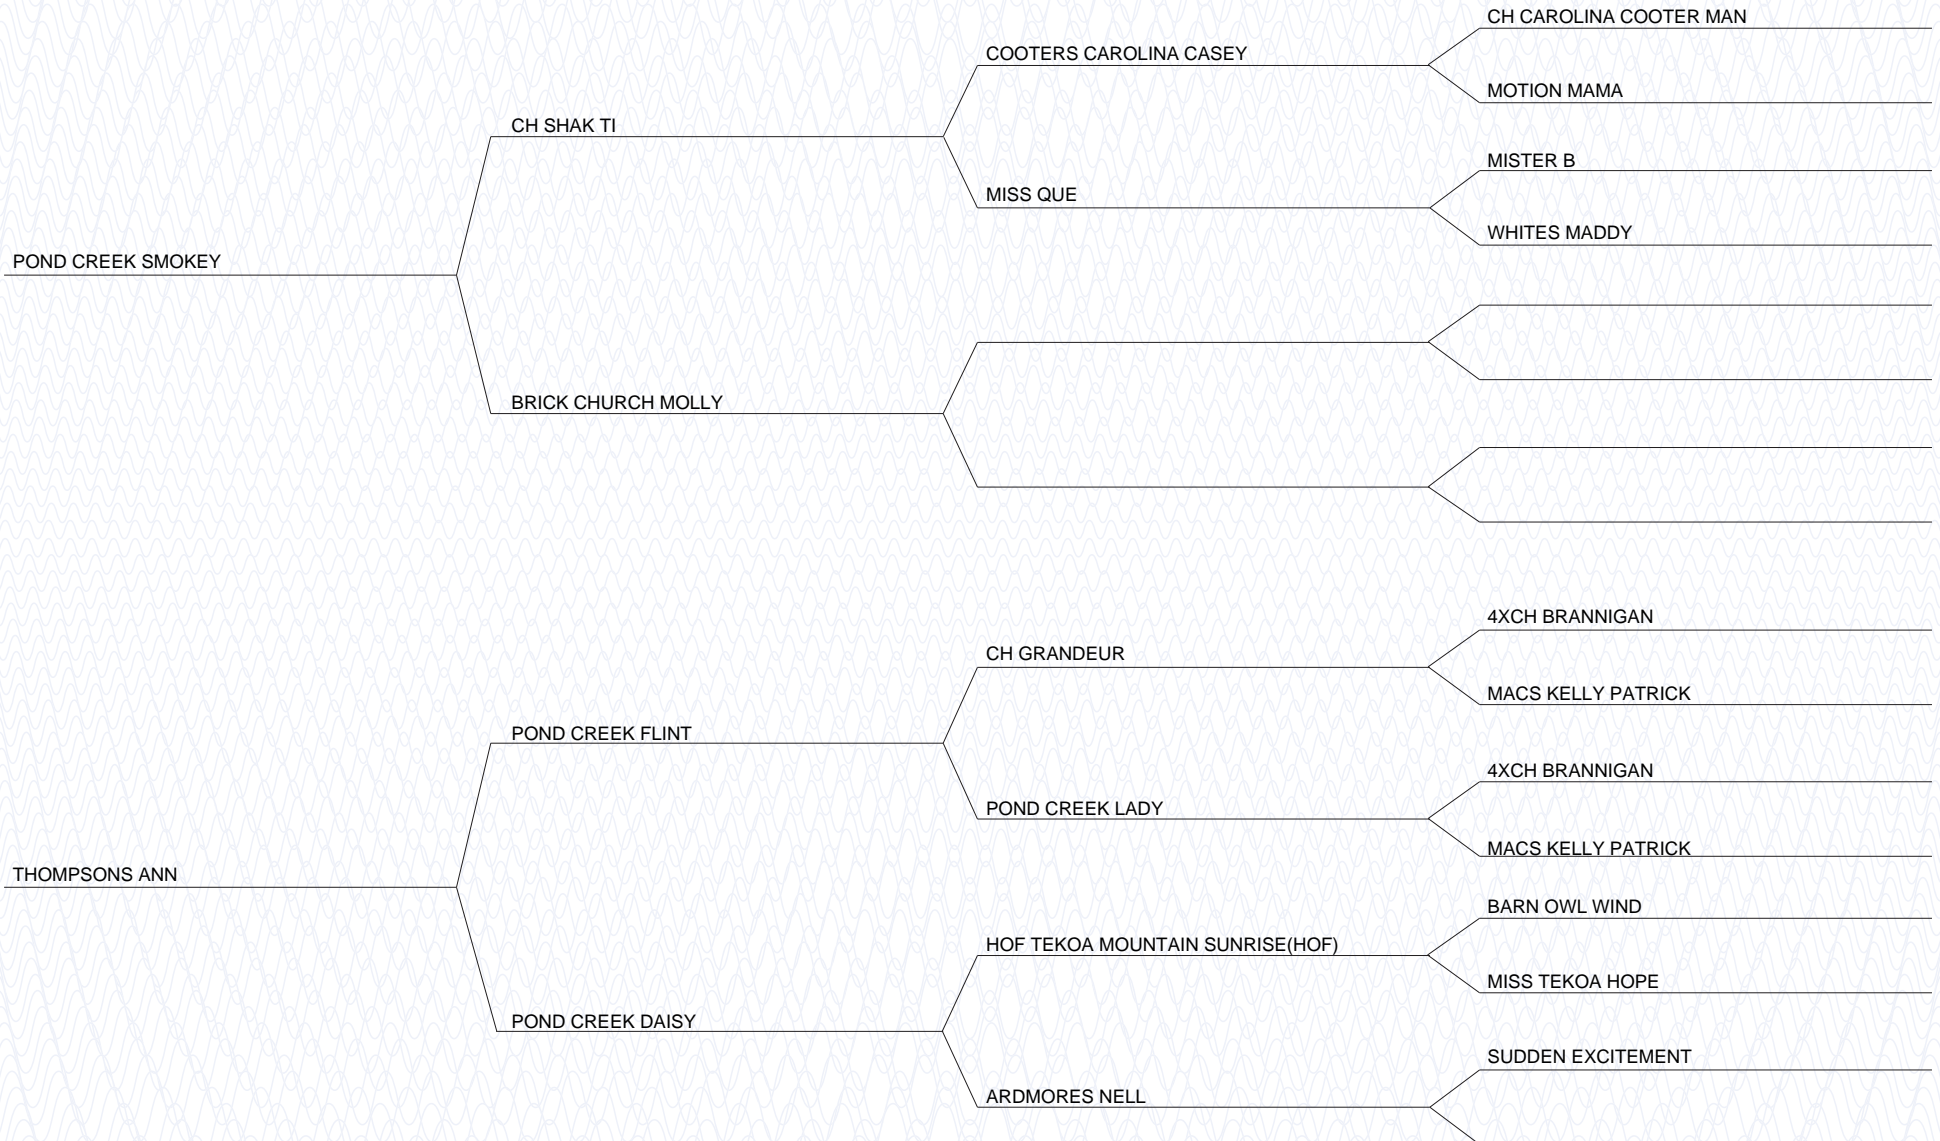 CH CAROLINA COOTER MAN
COOTERS CAROLINA CASEY
MOTION MAMA
CH SHAK TI
MISTER B
MISS QUE
WHITES MADDY
POND CREEK SMOKEY
BRICK CHURCH MOLLY
4XCH BRANNIGAN
CH GRANDEUR
MACS KELLY PATRICK
POND CREEK FLINT
4XCH BRANNIGAN
POND CREEK LADY
MACS KELLY PATRICK
THOMPSONS ANN
BARN OWL WIND
HOF TEKOA MOUNTAIN SUNRISE(HOF)
MISS TEKOA HOPE
POND CREEK DAISY
SUDDEN EXCITEMENT
ARDMORES NELL